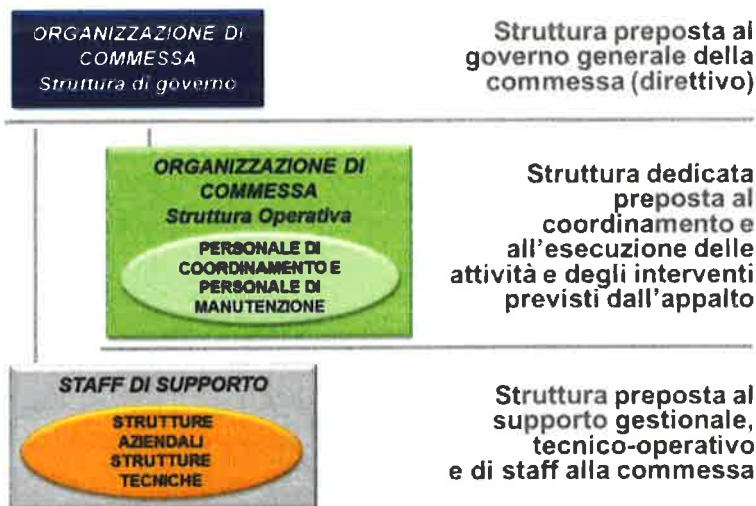 ORGANIZZAZIONE DI
COMMESSA
Struttura di governo
Struttura preposta al
governo generale della
commessa (direttivo)
ORGANIZZAZIONE DI
COMMESSA
Struttura Operativa
PERSONALE DI
COORDINAMENTO E
PERSONALE DI
MANUTENZIONE
Struttura dedicata
preposta al
coordinamento e
all'esecuzione delle
attività e degli interventi
previsti dall'appalto
STAFF DI SUPPORTO
STRUTTURE
AZIENDALI
STRUTTURE
TECNICHE
Struttura preposta al
supporto gestionale,
tecnico-operativo
e di staff alla commessa